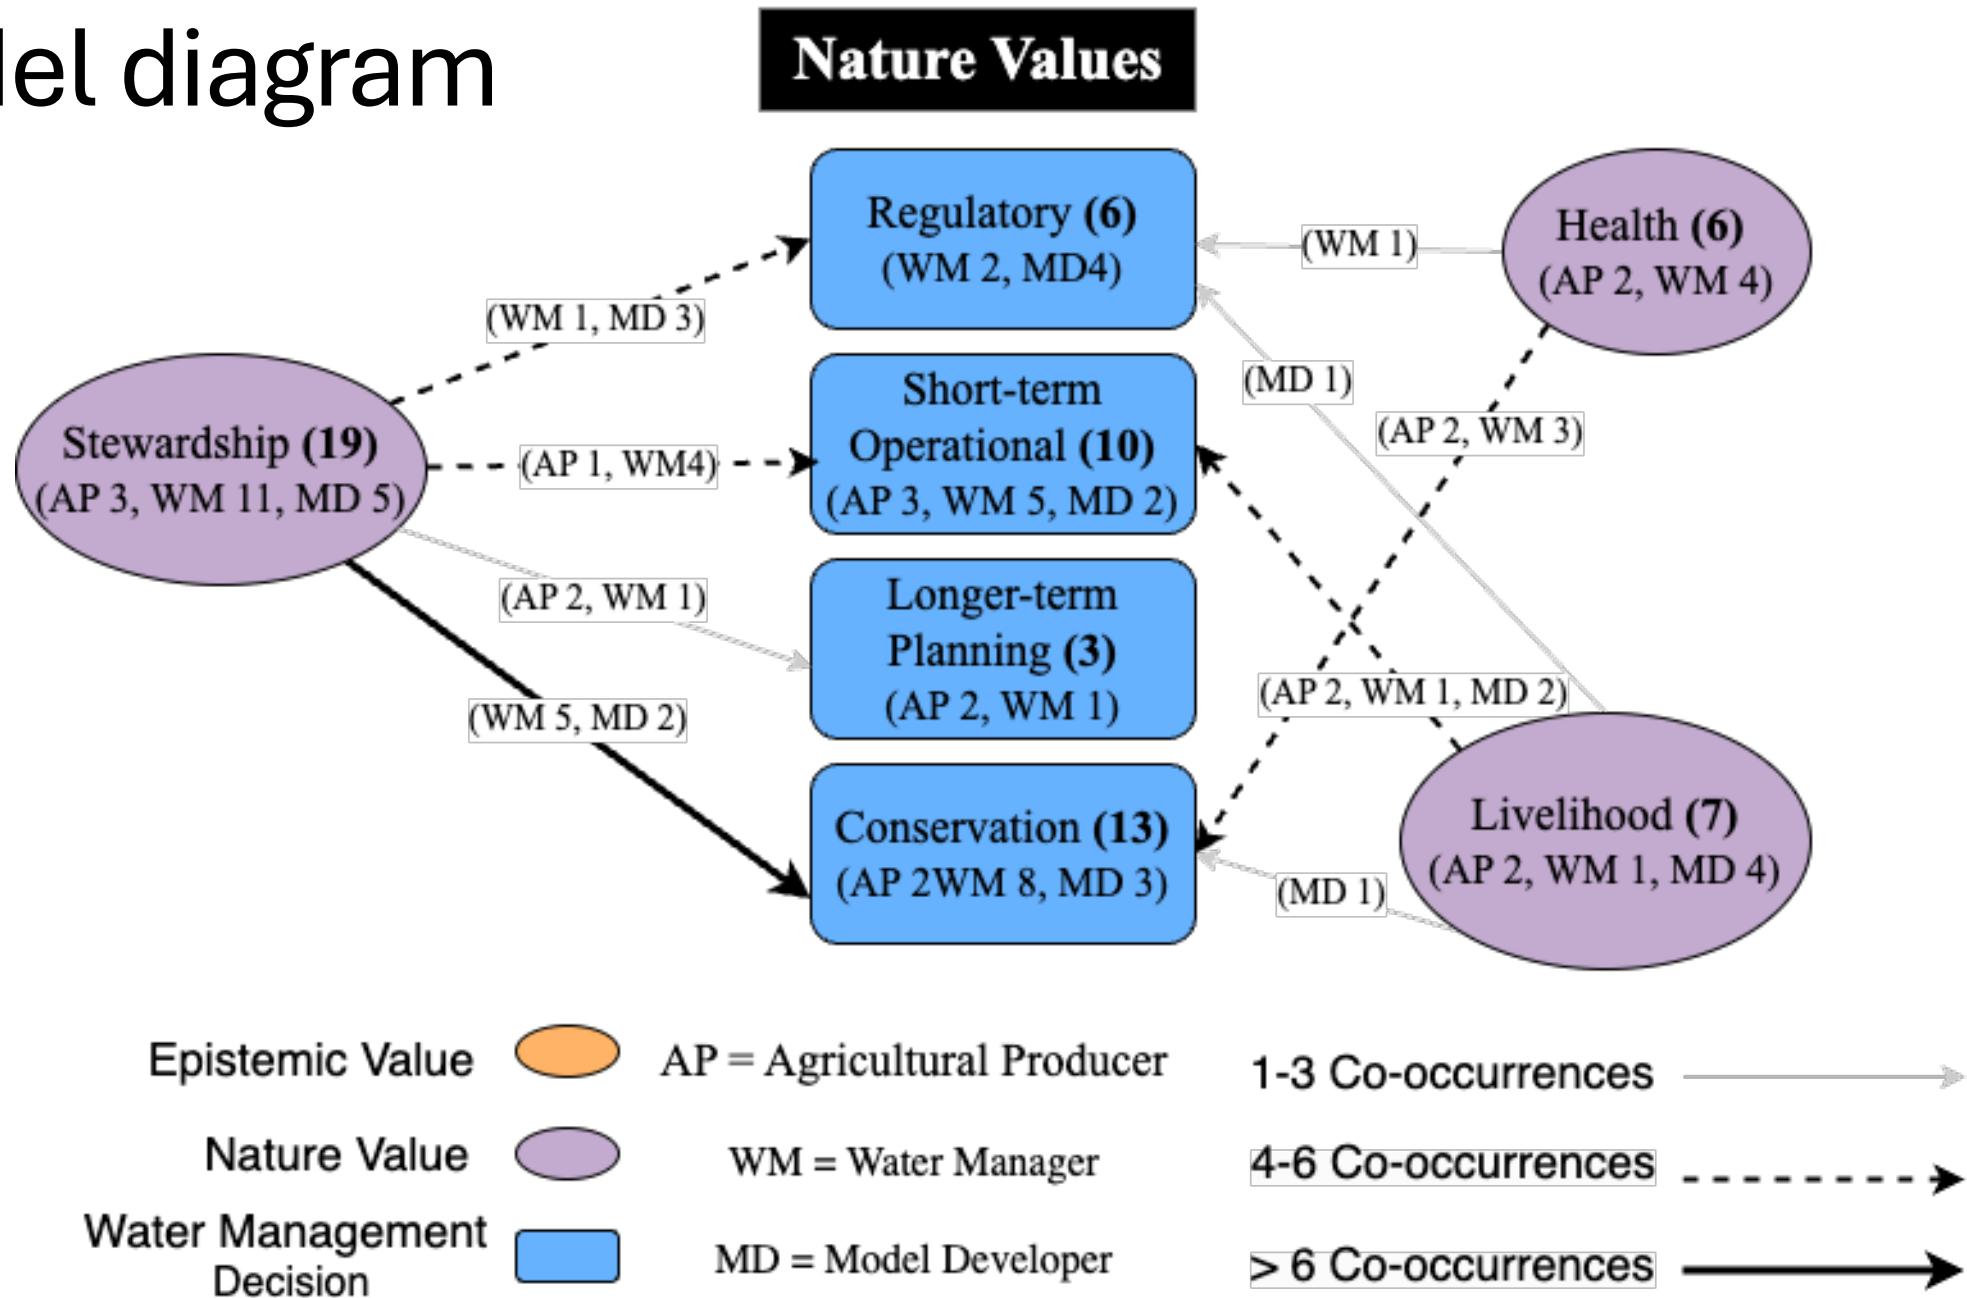 del diagram
Nature Values
Regulatory (6)
(WM 2, MD4)
Health (6)
(AP 2, WM 4)
(WM 1)
(WM 1, MD 3)
(MD 1)
Short-term
Operational (10)
(AP 3, WM 5, MD 2)
(AP 2, WM 3)
Stewardship (19)
(AP 3, WM 11, MD 5)
(AP 1, WM4)
(AP 2, WM 1)
Longer-term
Planning (3)
(AP 2, WM 1)
(AP 2, WM 1, MD 2)
(WM 5, MD 2)
Conservation (13)
(AP 2WM 8, MD 3)
Livelihood (7)
(AP 2, WM 1, MD 4)
(MD 1)
Epistemic Value
AP = Agricultural Producer
1-3 Co-occurrences
Nature Value
WM = Water Manager
4-6 Co-occurrences
Water Management
Decision
MD = Model Developer
> 6 Co-occurrences